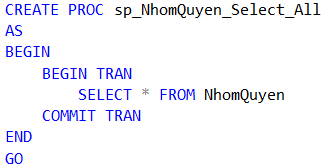 CREATE PROC sp_NhomQuyen_Select_All
AS
BEGIN
    BEGIN TRAN
        SELECT * FROM NhomQuyen
    COMMIT TRAN
END
GO